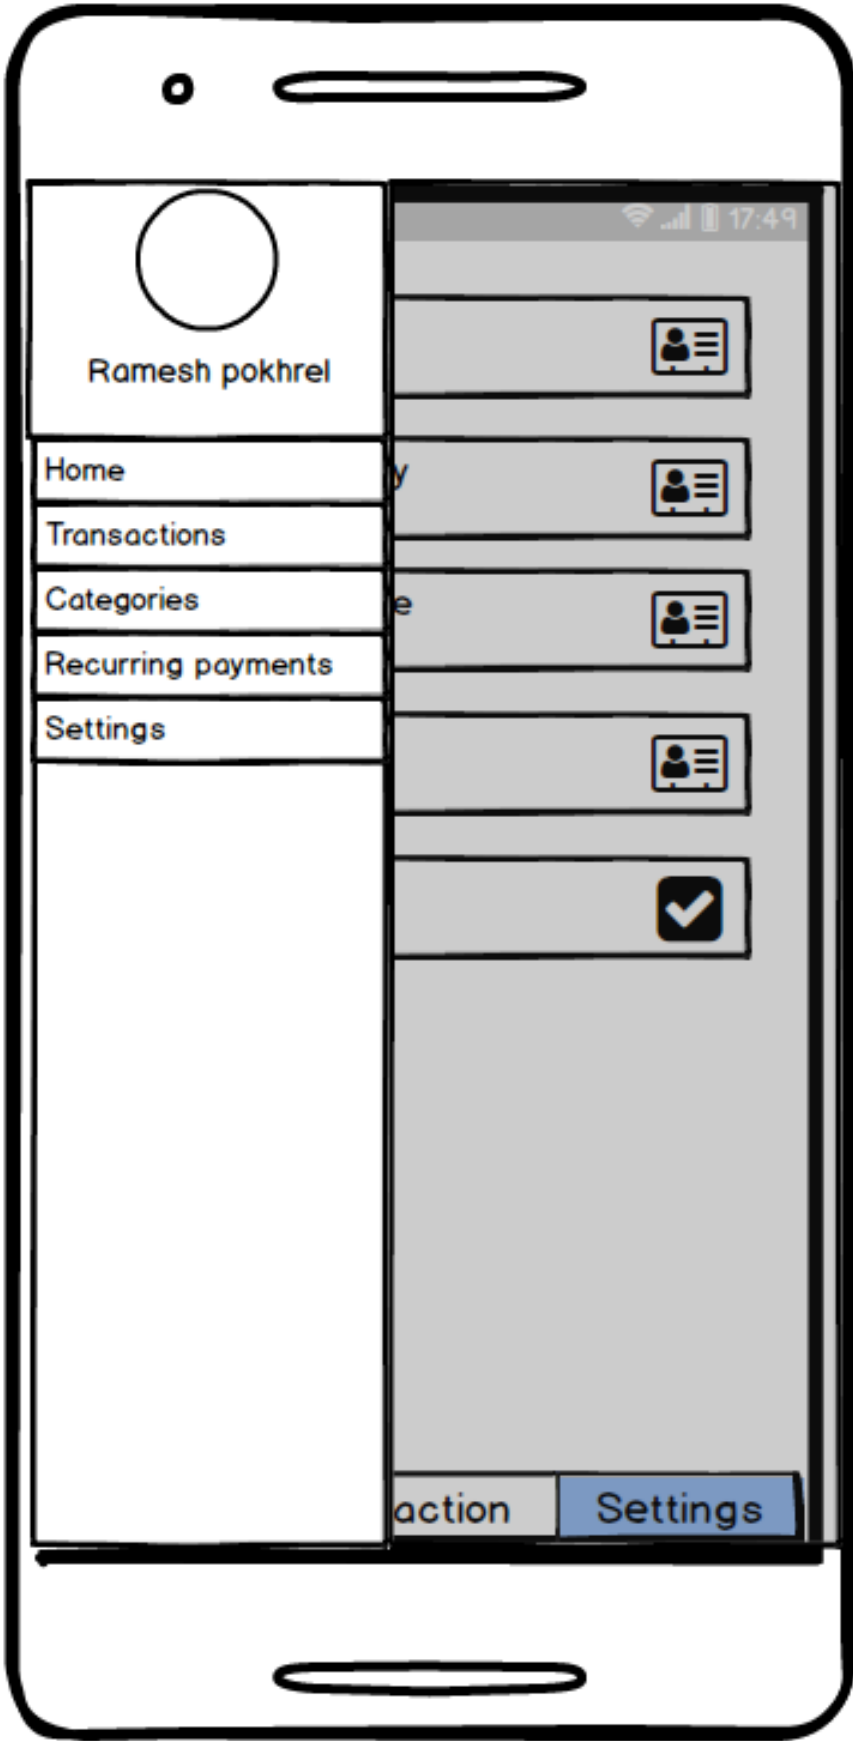 17:49
Ramesh pokhrel
Home
y
Transactions
Categories
e
Recurring payments
Settings
action
Settings